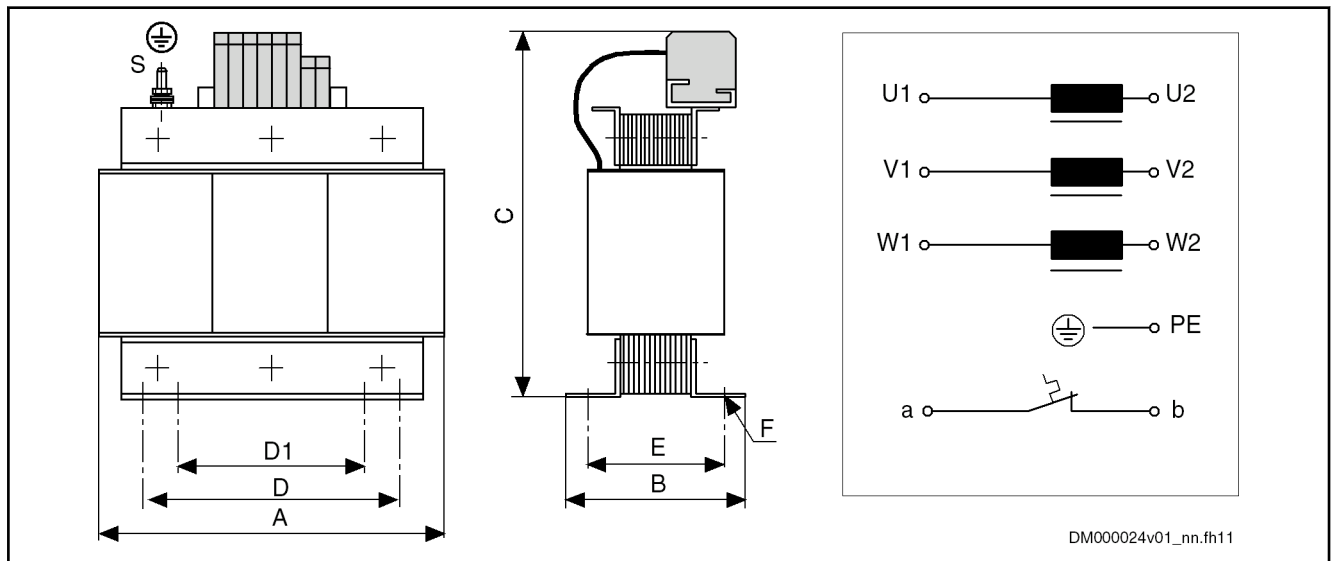 S
D1
D
A
C
E
B
F
U1 U2
V1 V2
W1 W2
PE
a b
DM000024v01_nn.fh11